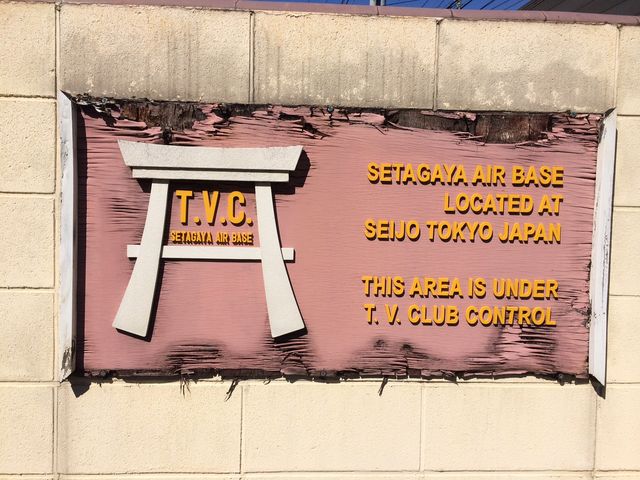 T.V.C.
SETAGAYA AIR BASE
SETAGAYA AIR BASE
LOCATED AT
SEIJO TOKYO JAPAN
THIS AREA IS UNDER
T. V. CLUB CONTROL